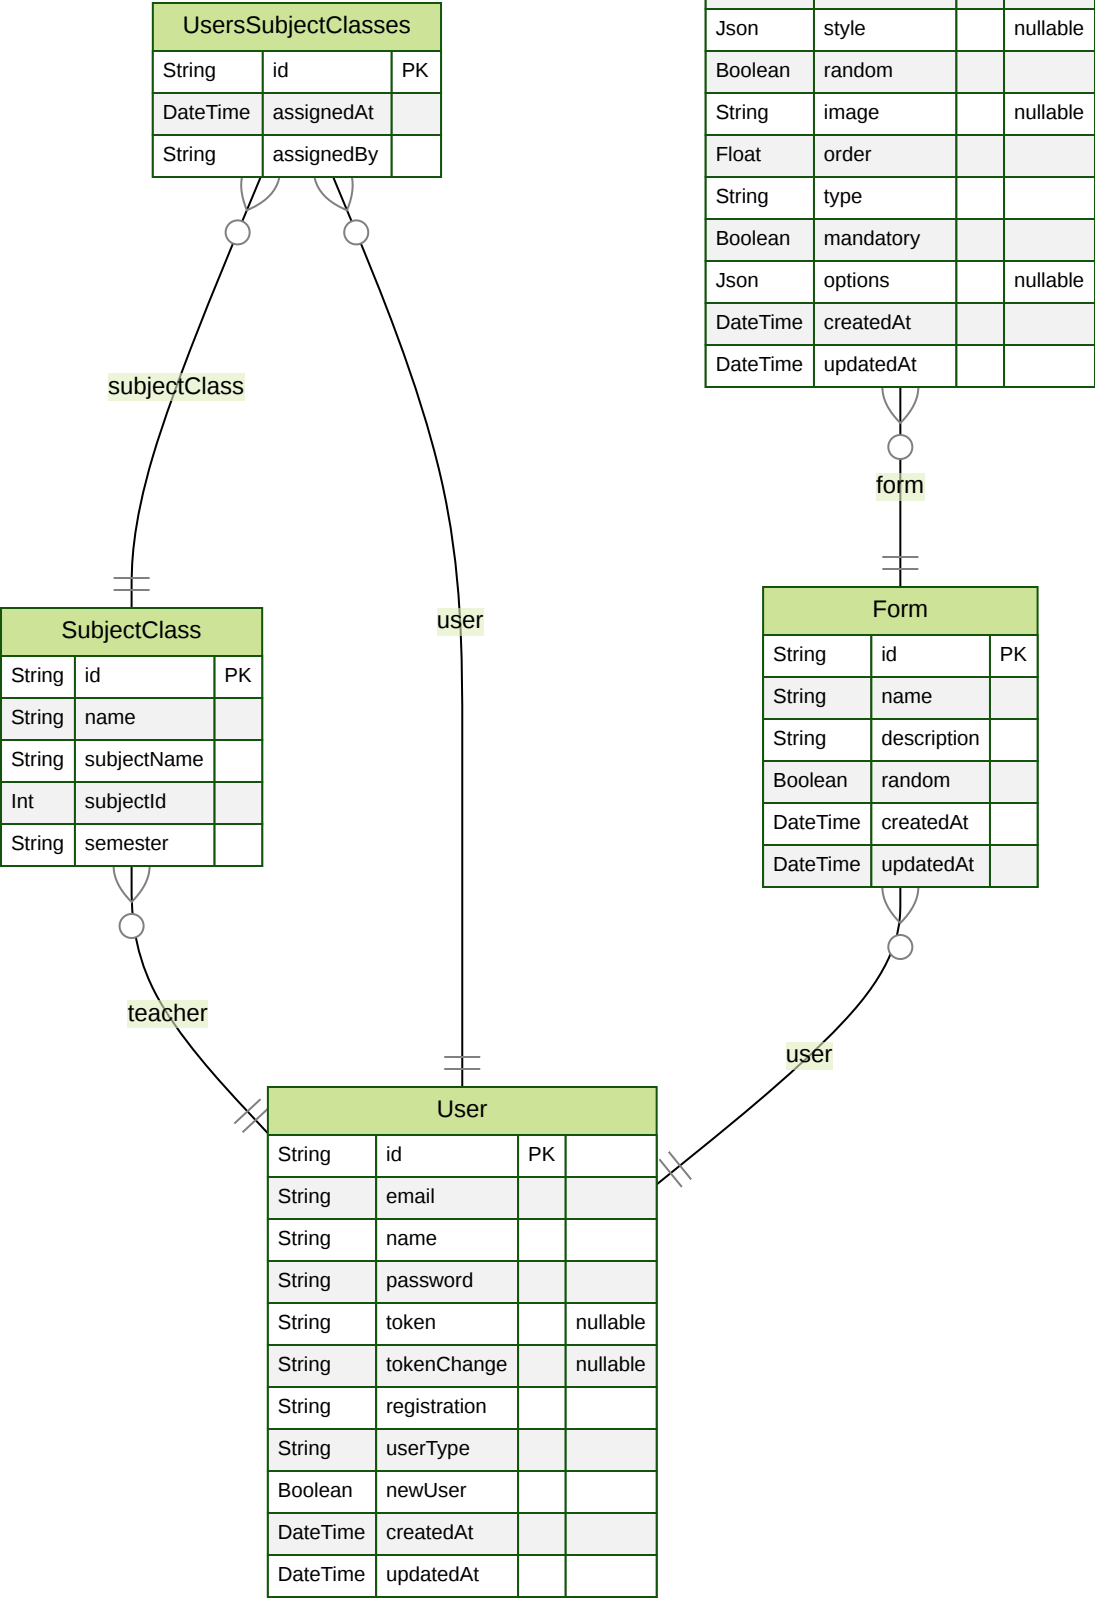 UsersSubjectClasses
String id PK
DateTime assignedAt
String assignedBy
Json style nullable
Boolean random
String image nullable
Float order
String type
Boolean mandatory
Json options nullable
DateTime createdAt
DateTime updatedAt
subjectClass
form
user
SubjectClass
String id PK
String name
String subjectName
Int subjectId
String semester
Form
String id PK
String name
String description
Boolean random
DateTime createdAt
DateTime updatedAt
teacher
user
User
String id PK
String email
String name
String password
String token nullable
String tokenChange nullable
String registration
String userType
Boolean newUser
DateTime createdAt
DateTime updatedAt